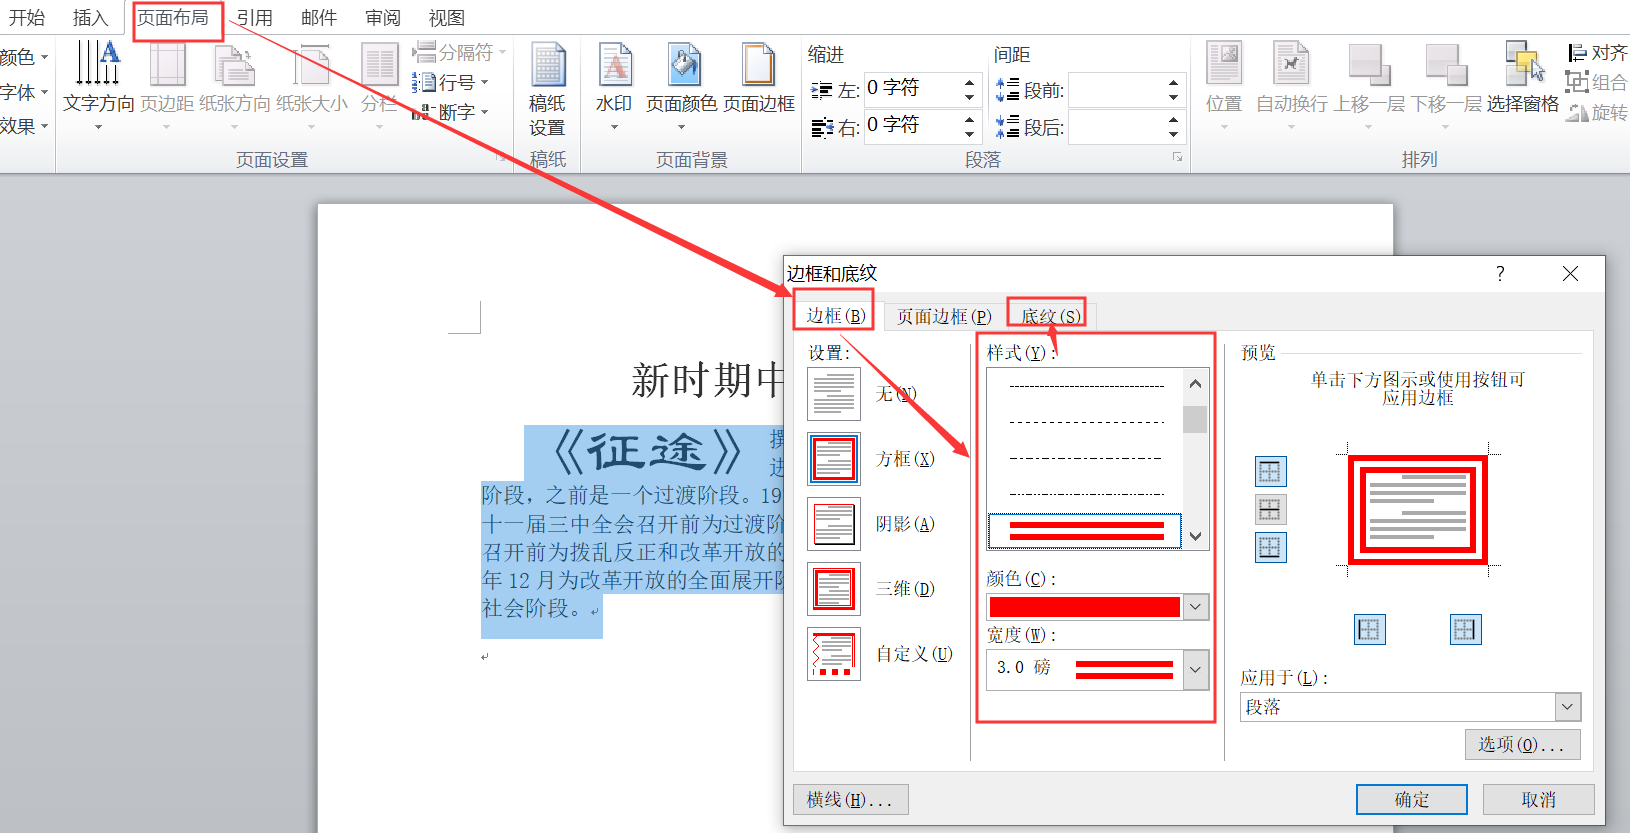 开始 插入 页面布局 引用 邮件 审阅 视图
颜色
字体
效果
文字方向 页边距 纸张方向 纸张大小 分栏
分隔符
行号
断字
页面设置
稿纸
设置
稿纸
水印 页面颜色 页面边框
页面背景
缩进 间距
左: 0 字符 段前:
右: 0 字符 段后:
段落
位置 自动换行 上移一层 下移一层 选择窗格
对齐
组合
旋转
排列
新时期中
《征途》
阶段，之前是一个过渡阶段。19
十一届三中全会召开前为过渡阶
召开前为拨乱反正和改革开放的
年 12 月为改革开放的全面展开阶
社会阶段。
边框和底纹 ?
边框(B) 页面边框(P) 底纹(S)
设置:
无(N)
方框(X)
阴影(A)
三维(D)
自定义(U)
样式(Y):
颜色(C):
宽度(W):
3.0 磅
预览
单击下方图示或使用按钮可
应用边框
应用于(L):
段落
选项(O)...
横线(H)... 确定 取消